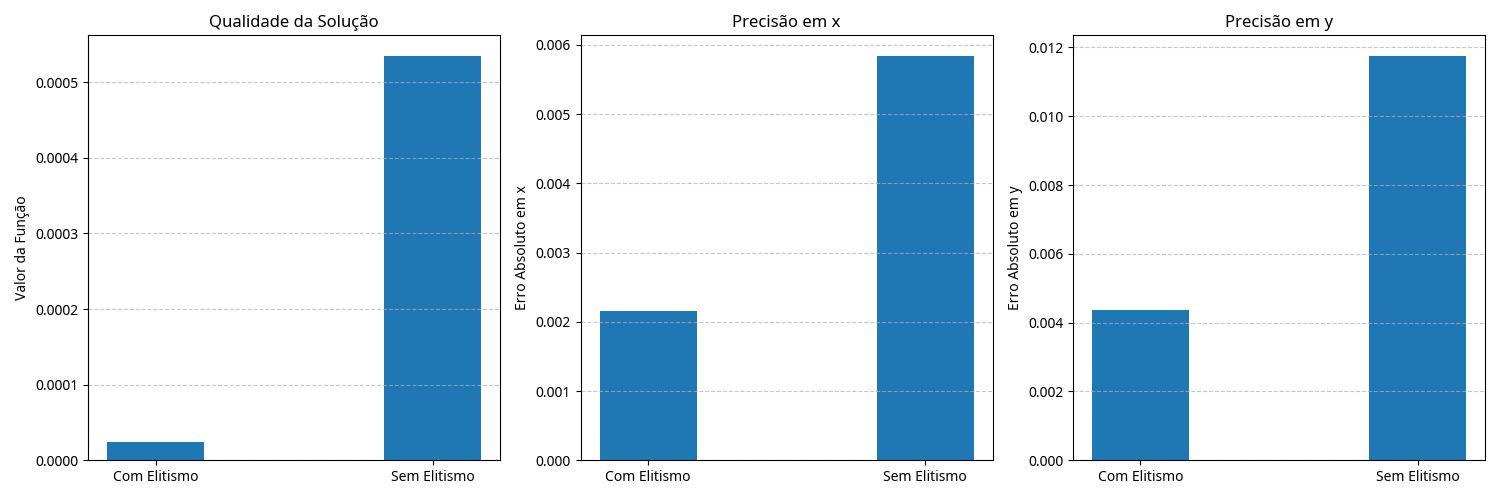 Qualidade da Solução
Valor da Função
0.0005
0.0004
0.0003
0.0002
0.0001
0.0000
Com Elitismo
Sem Elitismo
Precisão em x
Erro Absoluto em x
0.006
0.005
0.004
0.003
0.002
0.001
0.000
Com Elitismo
Sem Elitismo
Precisão em y
Erro Absoluto em y
0.012
0.010
0.008
0.006
0.004
0.002
0.000
Com Elitismo
Sem Elitismo